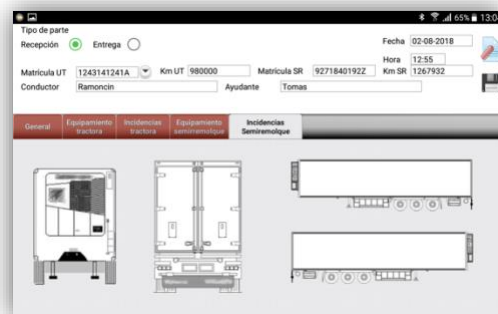 65% 13:04
Tipo de parte
Recepción Entrega
Fecha 02-08-2018
Hora 12:55
Matrícula UT 1243141241A Km UT 980000 Matrícula SR 9271840192Z Km SR 1267932
Conductor Ramoncin Ayudante Tomas
General Equipamiento tractora Incidencias tractora Equipamiento semirremolque Incidencias Semiremolque